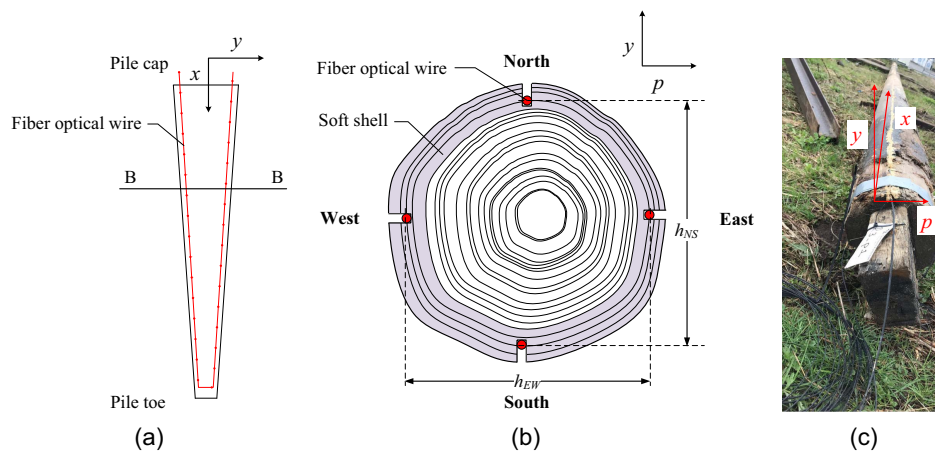 Pile cap
x
y
Fiber optical wire
B
B
Pile toe
(a)
y
p
North
Fiber optical wire
Soft shell
West
East
h_NS
h_EW
South
(b)
y
x
p
(c)